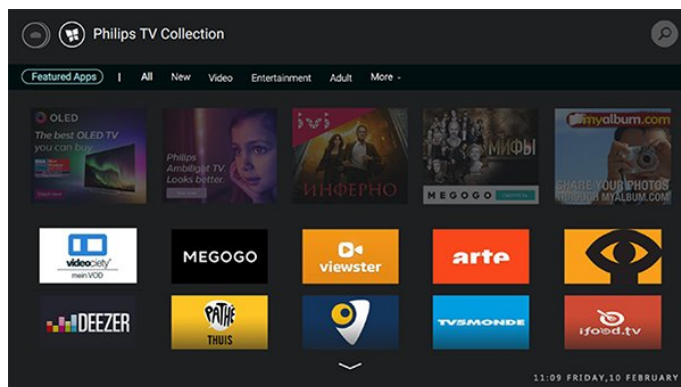 Philips TV Collection
Featured Apps | All New Video Entertainment Adult More
OLED
The best OLED TV
you can buy
Philips
Ambilight TV.
Looks better.
ИНФЕРНО
МИФЫ
MEGOGO
myalbum.com
SHARE YOUR PHOTOS
THROUGH MYALBUM.COM
videociety
mein VOD
MEGOGO
viewster
arte
DEEZER
PATHÉ
THUIS
TV5MONDE
ifood.tv
11:09 FRIDAY,10 FEBRUARY